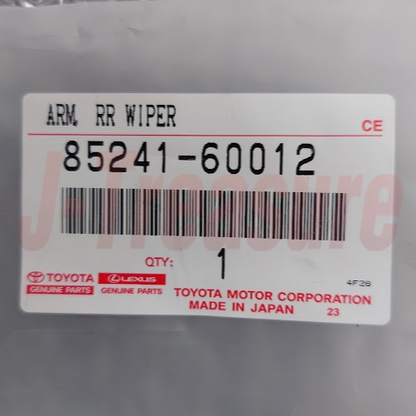 ARM, RR WIPER
CE
85241-60012
J-Treasure
QTY: 1
4F28
TOYOTA LEXUS
GENUINE PARTS GENUINE PARTS
TOYOTA MOTOR CORPORATION
MADE IN JAPAN 23